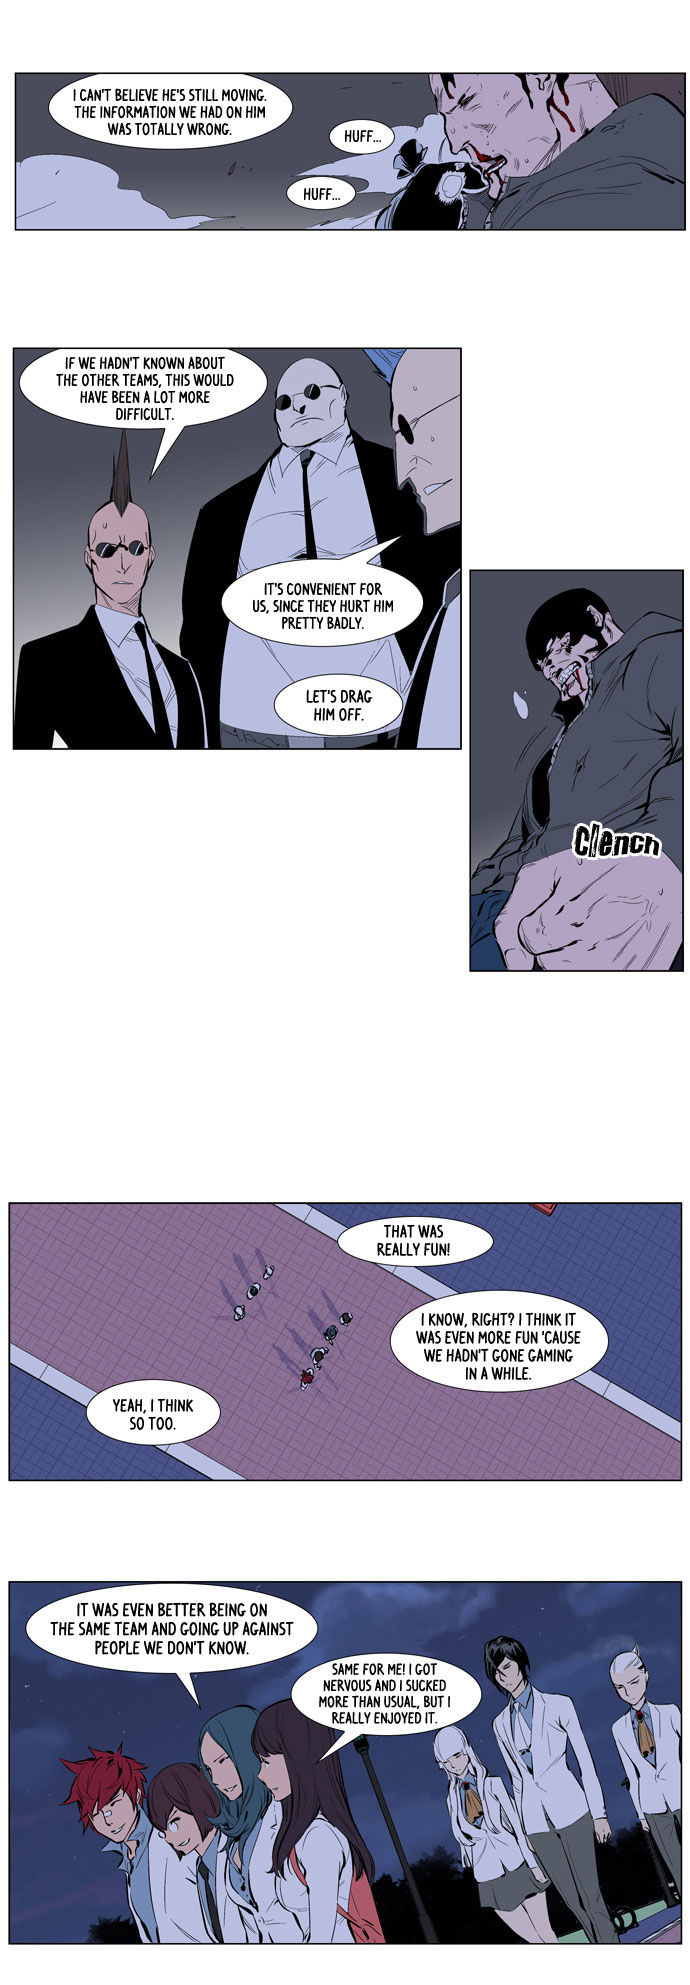 I CAN'T BELIEVE HE'S STILL MOVING.
THE INFORMATION WE HAD ON HIM
WAS TOTALLY WRONG.
HUFF...
HUFF...
IF WE HADN'T KNOWN ABOUT
THE OTHER TEAMS, THIS WOULD
HAVE BEEN A LOT MORE
DIFFICULT.
IT'S CONVENIENT FOR
US, SINCE THEY HURT HIM
PRETTY BADLY.
LET'S DRAG
HIM OFF.
Clench
THAT WAS
REALLY FUN!
I KNOW, RIGHT? I THINK IT
WAS EVEN MORE FUN 'CAUSE
WE HADN'T GONE GAMING
IN A WHILE.
YEAH, I THINK
SO TOO.
IT WAS EVEN BETTER BEING ON
THE SAME TEAM AND GOING UP AGAINST
PEOPLE WE DON'T KNOW.
SAME FOR ME! I GOT
NERVOUS AND I SUCKED
MORE THAN USUAL, BUT I
REALLY ENJOYED IT.